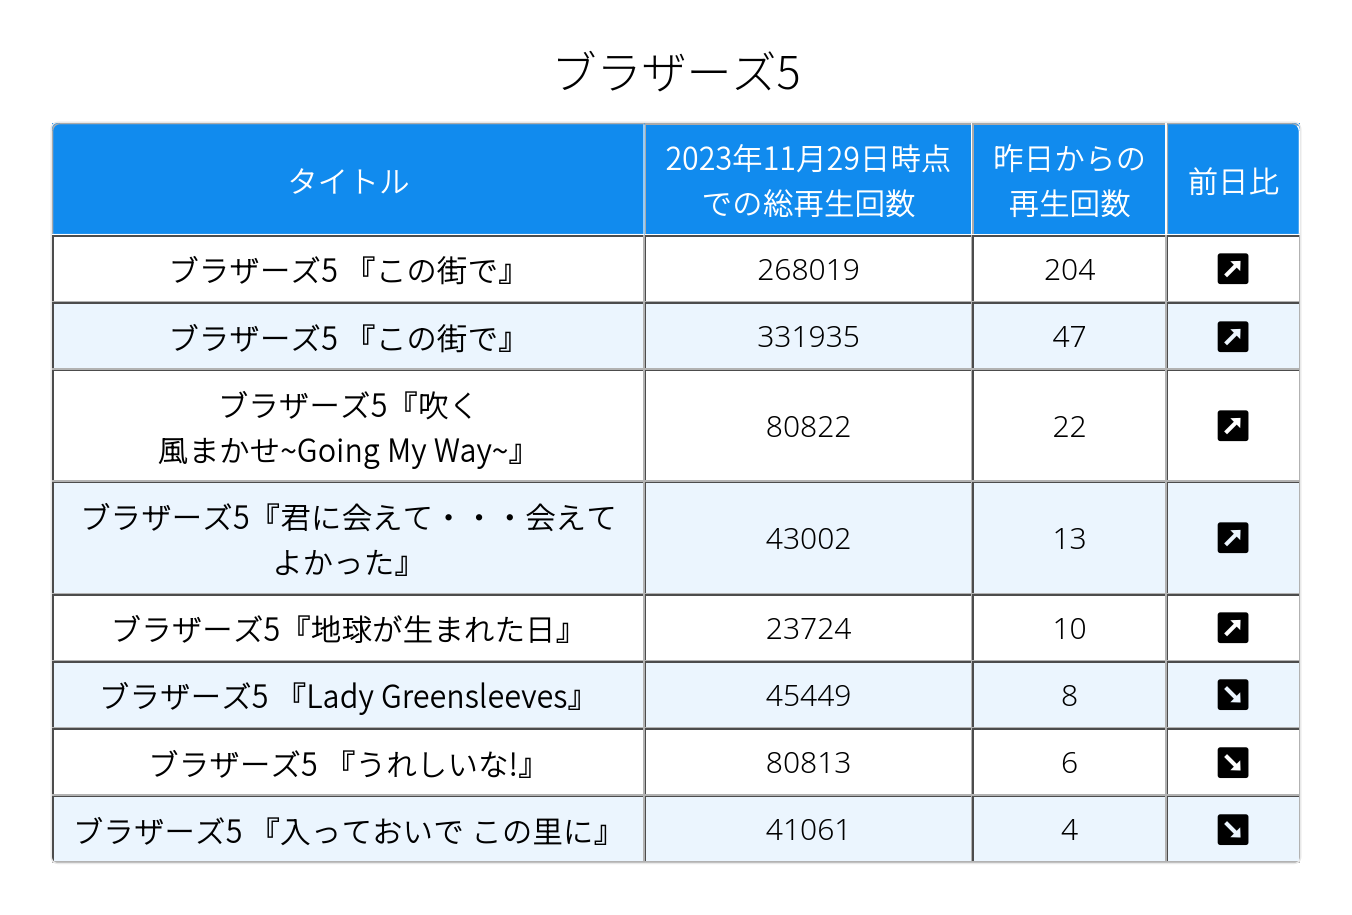 ブラザーズ5
タイトル
2023年11月29日時点
での総再生回数
昨日からの
再生回数
前日比
ブラザーズ5 『この街で』
268019
204
ブラザーズ5 『この街で』
331935
47
ブラザーズ5『吹く
風まかせ~Going My Way~』
80822
22
ブラザーズ5『君に会えて・・・会えて
よかった』
43002
13
ブラザーズ5『地球が生まれた日』
23724
10
ブラザーズ5 『Lady Greensleeves』
45449
8
ブラザーズ5 『うれしいな!』
80813
6
ブラザーズ5 『入っておいで この里に』
41061
4